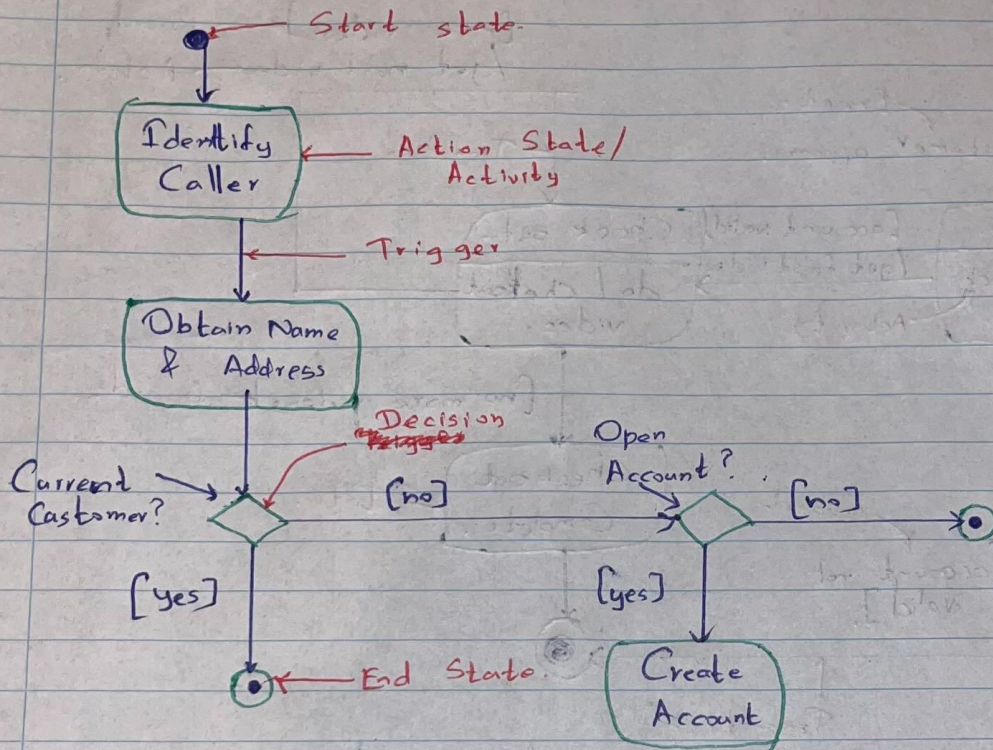 Start state.
Identtify
Caller
Action State/
Activity
Trigger
Obtain Name
& Address
Decision
Open
Account?
Current
Castomer?
[no]
[no]
[yes]
[yes]
End State.
Create
Account